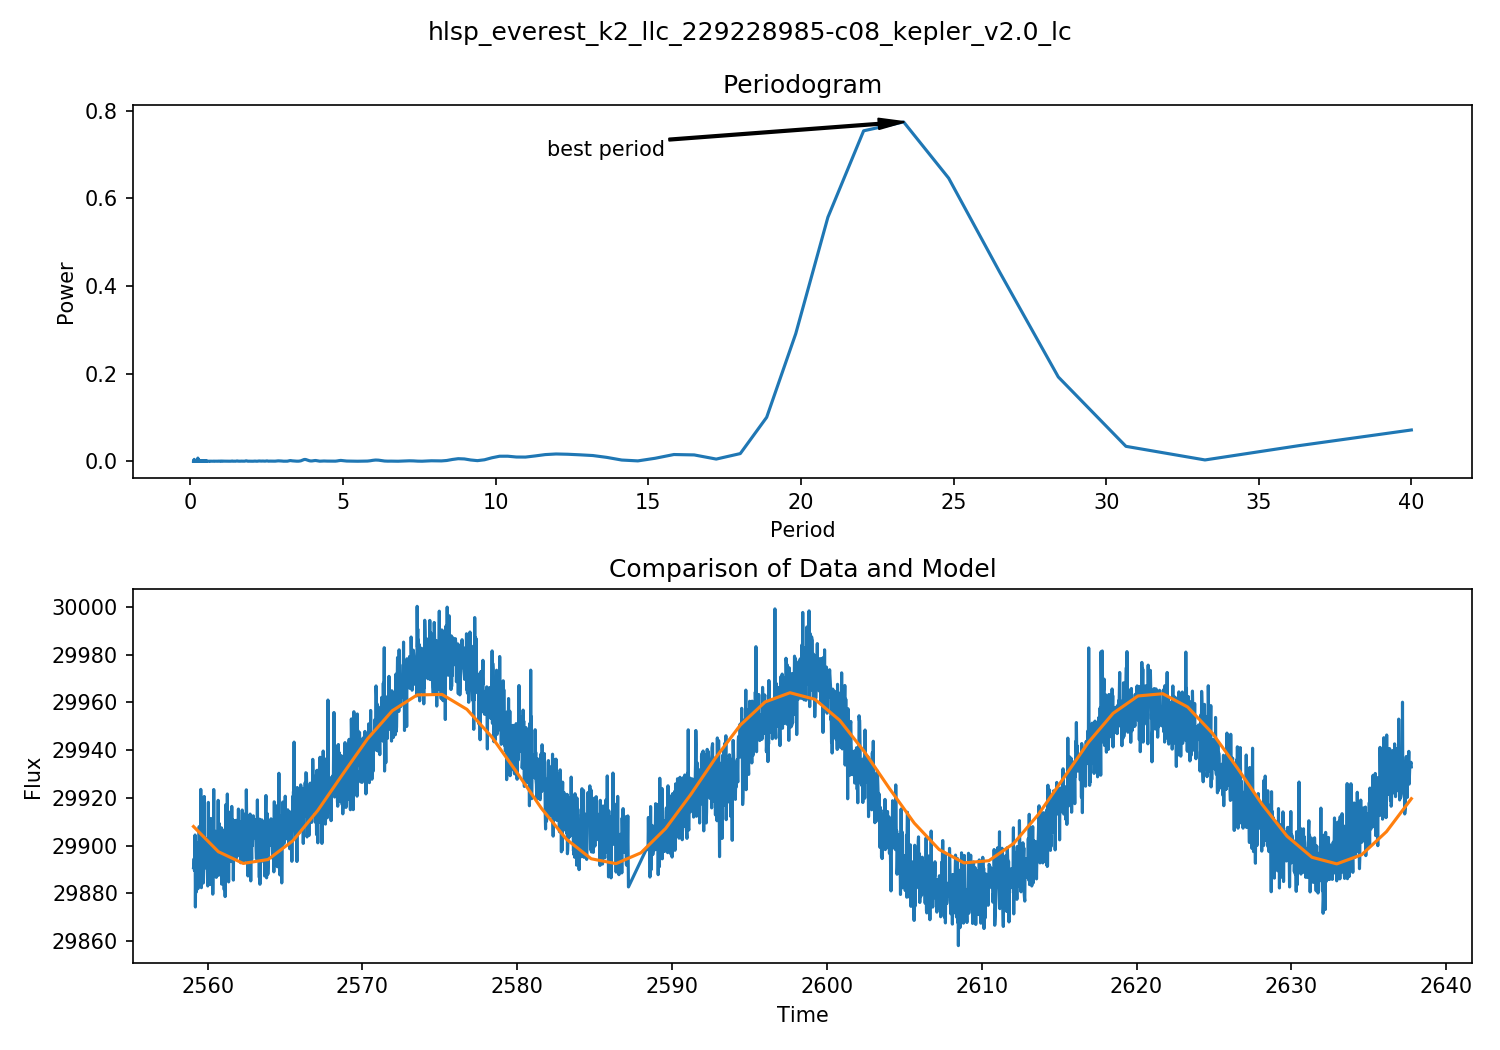 hlsp_everest_k2_llc_229228985-c08_kepler_v2.0_lc
Periodogram
0.8
0.6
0.4
0.2
0.0
Power
best period
0 5 10 15 20 25 30 35 40
Period
Comparison of Data and Model
30000
29980
29960
29940
29920
29900
29880
29860
Flux
2560 2570 2580 2590 2600 2610 2620 2630 2640
Time